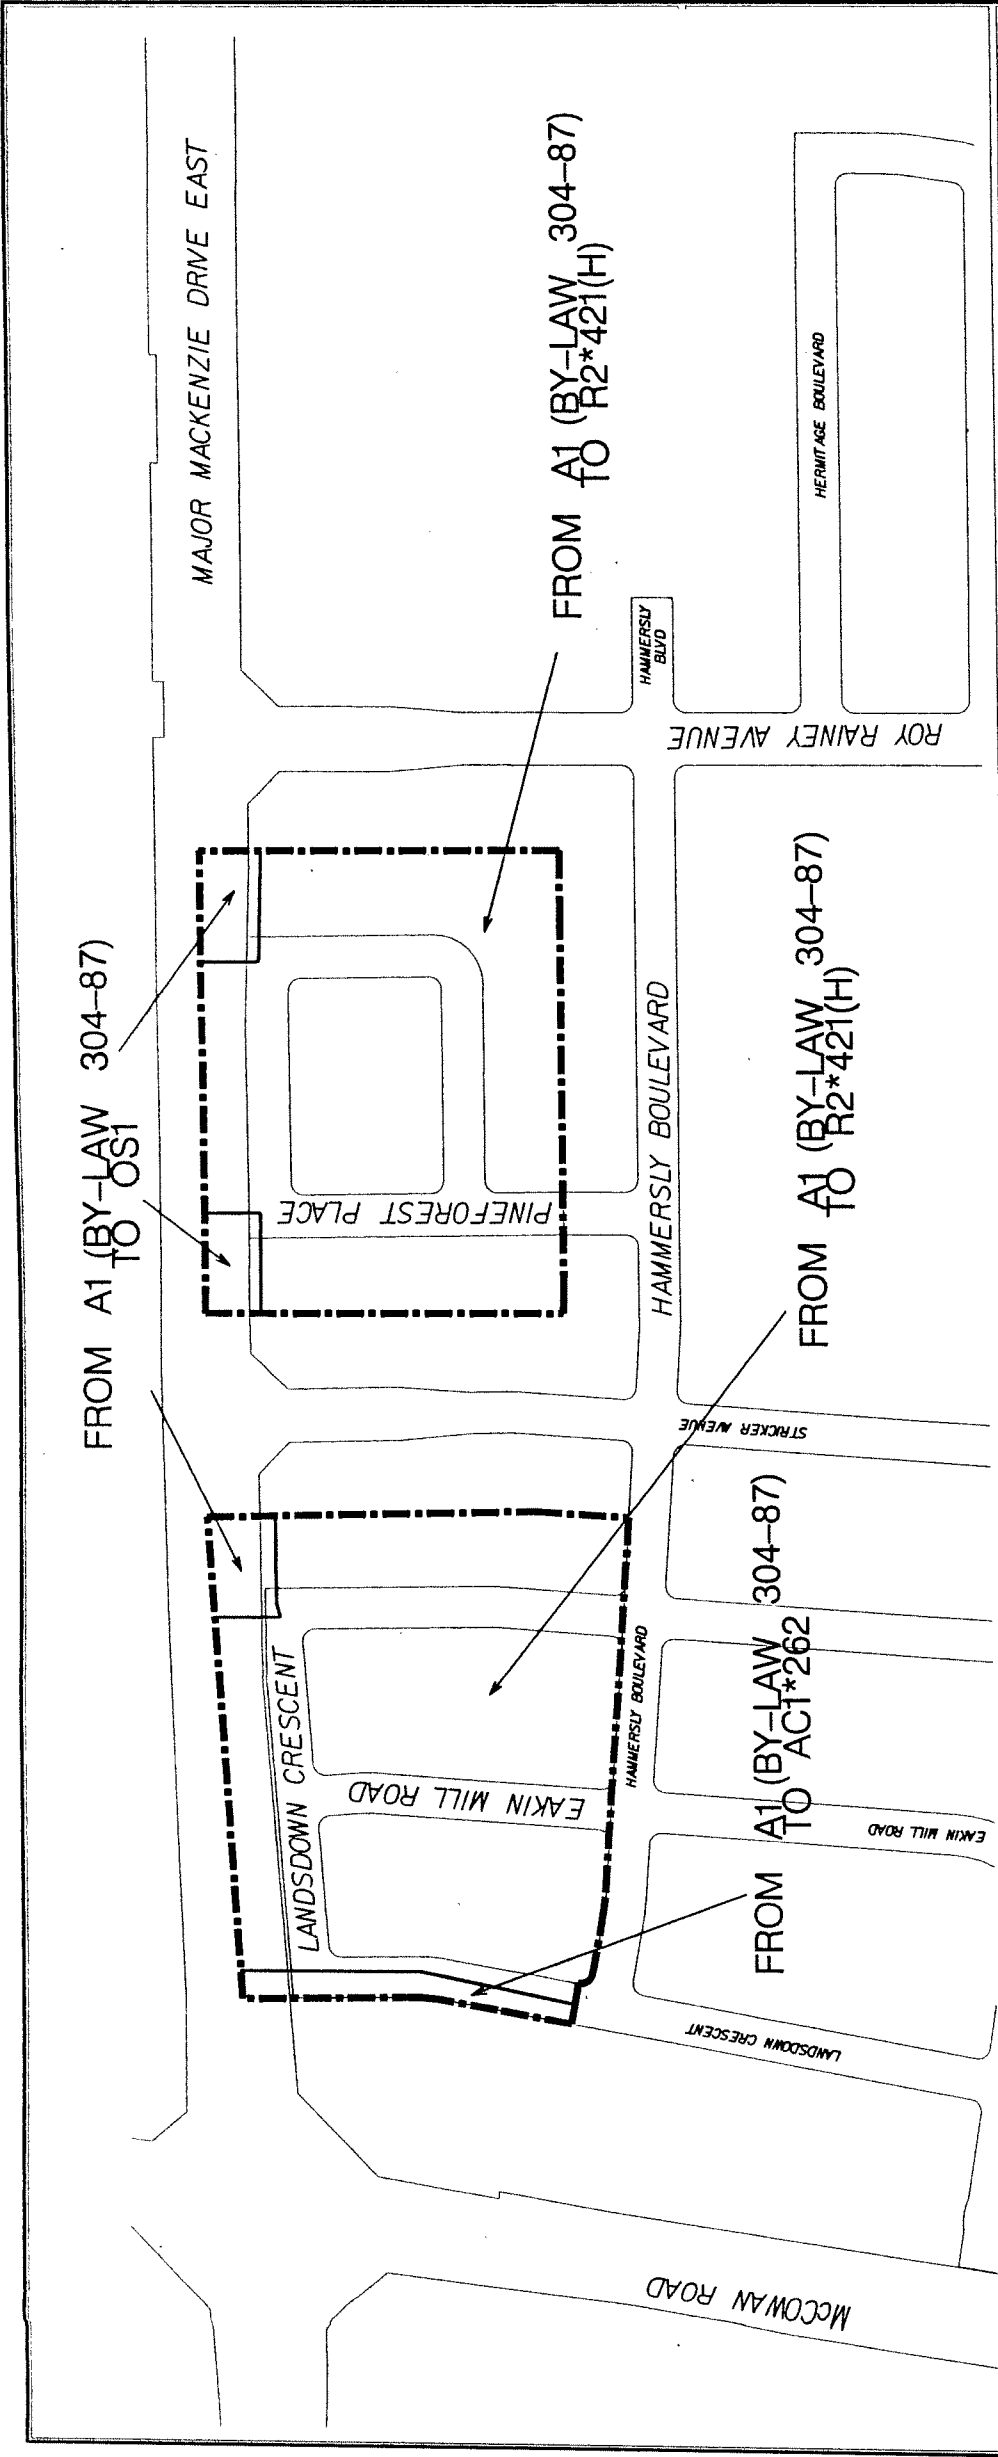 MAJOR MACKENZIE DRIVE EAST
FROM A1 (BY-LAW 304-87)
TO OS1
FROM A1 (BY-LAW 304-87)
TO R2*421(H)
LANDSDOWN CRESCENT
EAKIN MILL ROAD
PINEFOREST PLACE
HAMMERSLY BOULEVARD
HAMMERSLY BOULEVARD
HAMMERSLY
BLVD
HERMITAGE BOULEVARD
ROY RAINEY AVENUE
STRICKER AVENUE
FROM A1 (BY-LAW 304-87)
TO R2*421(H)
FROM A1 (BY-LAW 304-87)
TO AC1*262
EAKIN MILL ROAD
LANDSDOWN CRESCENT
McCOWAN ROAD